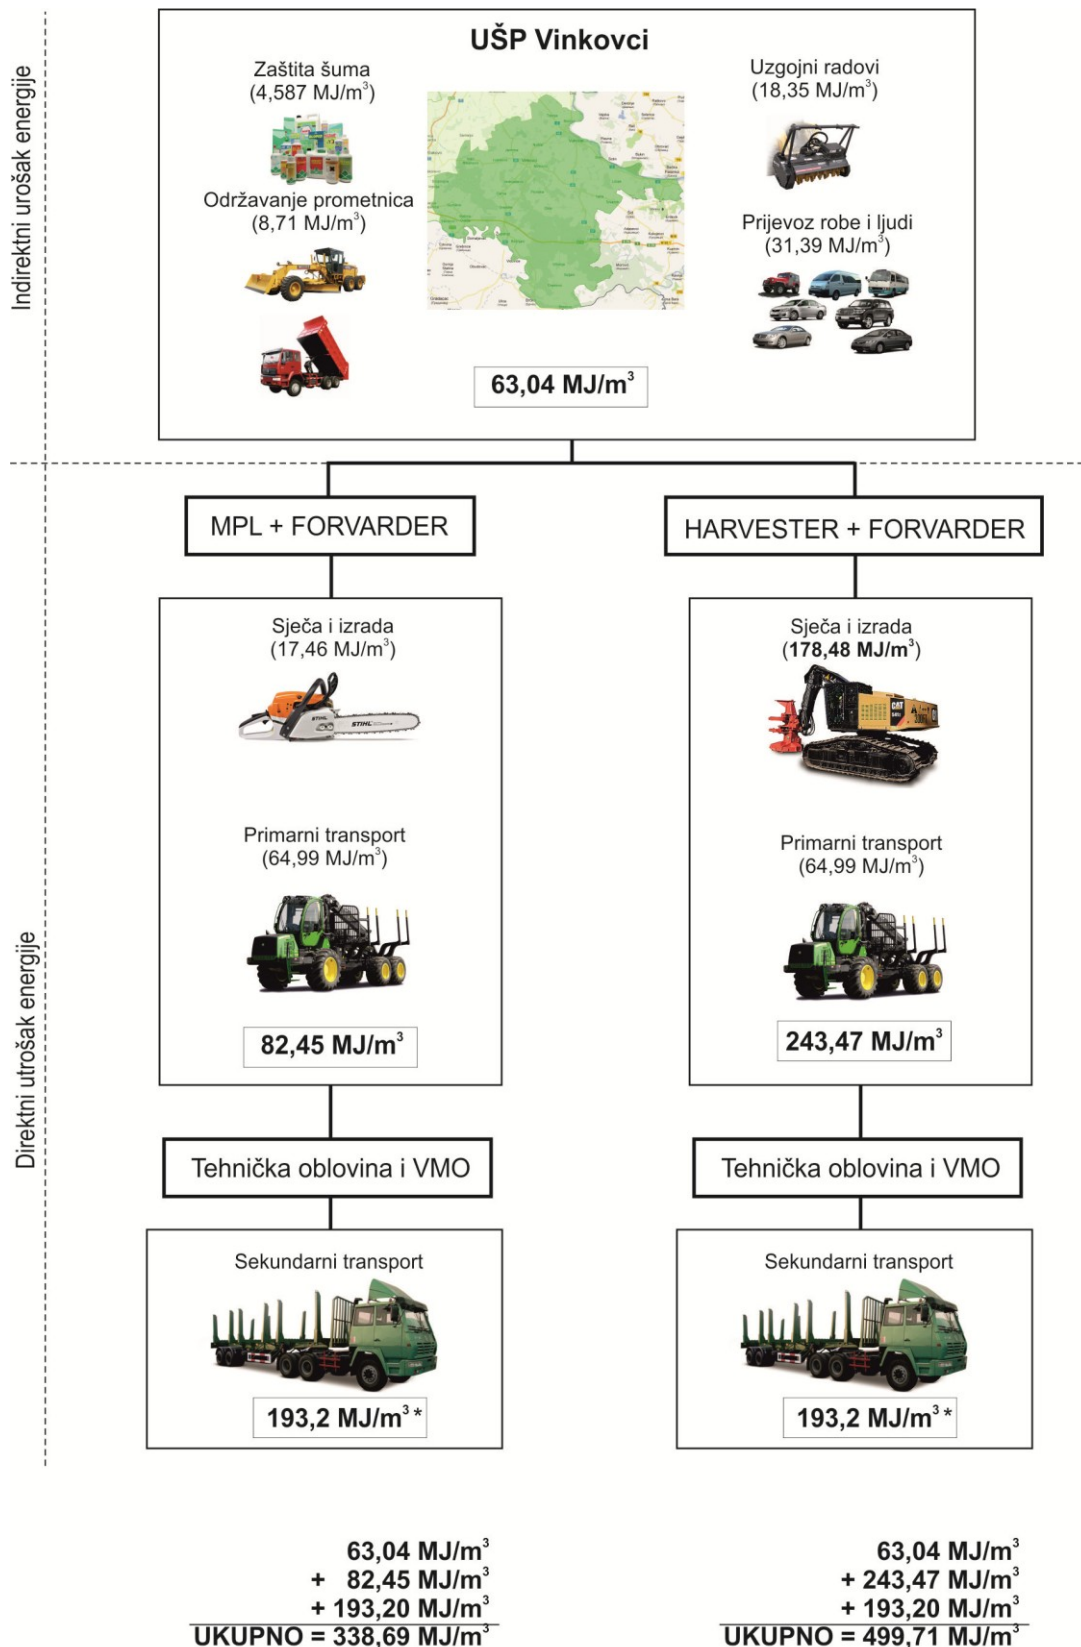 UŠP Vinkovci
Zaštita šuma
(4,587 MJ/m³)
Uzgojni radovi
(18,35 MJ/m³)
Održavanje prometnica
(8,71 MJ/m³)
Prijevoz robe i ljudi
(31,39 MJ/m³)
63,04 MJ/m³
Indirektni urošak energije
MPL + FORVARDER
HARVESTER + FORVARDER
Sječa i izrada
(17,46 MJ/m³)
STIHL
Sječa i izrada
(178,48 MJ/m³)
CAT
Primarni transport
(64,99 MJ/m³)
Primarni transport
(64,99 MJ/m³)
82,45 MJ/m³
243,47 MJ/m³
Direktni utrošak energije
Tehnička oblovina i VMO
Tehnička oblovina i VMO
Sekundarni transport
Sekundarni transport
193,2 MJ/m³ *
193,2 MJ/m³ *
63,04 MJ/m³
+ 82,45 MJ/m³
+ 193,20 MJ/m³
UKUPNO = 338,69 MJ/m³
63,04 MJ/m³
+ 243,47 MJ/m³
+ 193,20 MJ/m³
UKUPNO = 499,71 MJ/m³